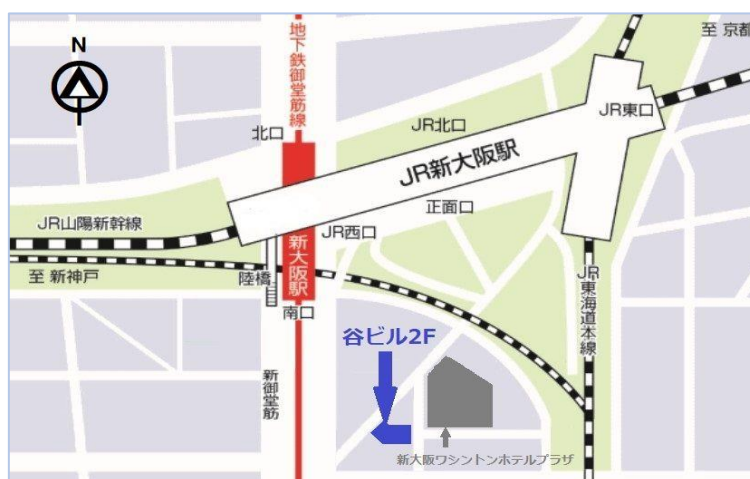 N
地下鉄御堂筋線
至 京都
JR東口
北口
JR北口
JR新大阪駅
正面口
JR山陽新幹線
JR西口
新大阪駅
至 新神戸
陸橋
南口
JR東海道本線
谷ビル2F
新御堂筋
新大阪ワシントンホテルプラザ